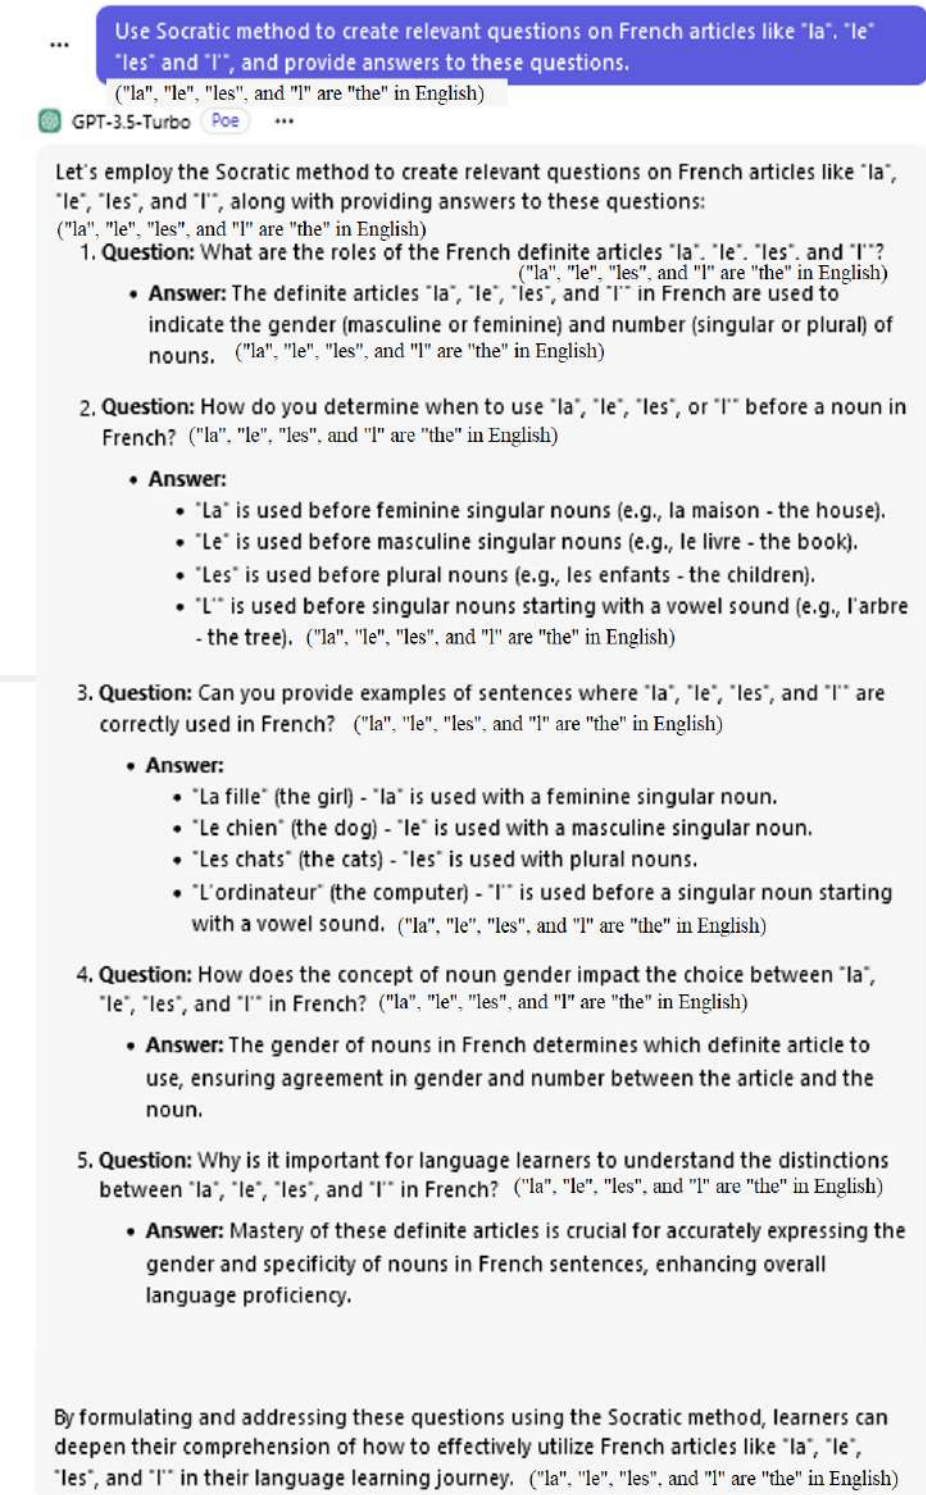 Use Socratic method to create relevant questions on French articles like "la". "le"
"les" and "l'", and provide answers to these questions.
("la", "le", "les", and "l" are "the" in English)
GPT-3.5-Turbo Poe
Let's employ the Socratic method to create relevant questions on French articles like "la",
"le", "les", and "l'", along with providing answers to these questions:
("la", "le", "les", and "l" are "the" in English)
1. Question: What are the roles of the French definite articles "la". "le". "les". and "l'"?
("la", "le", "les", and "l" are "the" in English)
• Answer: The definite articles "la", "le", "les", and "l'" in French are used to
indicate the gender (masculine or feminine) and number (singular or plural) of
nouns. ("la", "le", "les", and "l" are "the" in English)
2. Question: How do you determine when to use "la", "le", "les", or "l'" before a noun in
French? ("la", "le", "les", and "l" are "the" in English)
• Answer:
• "La" is used before feminine singular nouns (e.g., la maison - the house).
• "Le" is used before masculine singular nouns (e.g., le livre - the book).
• "Les" is used before plural nouns (e.g., les enfants - the children).
• "L'" is used before singular nouns starting with a vowel sound (e.g., l'arbre
- the tree). ("la", "le", "les", and "l" are "the" in English)
3. Question: Can you provide examples of sentences where "la", "le", "les", and "l'" are
correctly used in French? ("la", "le", "les", and "l" are "the" in English)
• Answer:
• "La fille" (the girl) - "la" is used with a feminine singular noun.
• "Le chien" (the dog) - "le" is used with a masculine singular noun.
• "Les chats" (the cats) - "les" is used with plural nouns.
• "L'ordinateur" (the computer) - "l'" is used before a singular noun starting
with a vowel sound. ("la", "le", "les", and "l" are "the" in English)
4. Question: How does the concept of noun gender impact the choice between "la",
"le", "les", and "l'" in French? ("la", "le", "les", and "l" are "the" in English)
• Answer: The gender of nouns in French determines which definite article to
use, ensuring agreement in gender and number between the article and the
noun.
5. Question: Why is it important for language learners to understand the distinctions
between "la", "le", "les", and "l'" in French? ("la", "le", "les", and "l" are "the" in English)
• Answer: Mastery of these definite articles is crucial for accurately expressing the
gender and specificity of nouns in French sentences, enhancing overall
language proficiency.
By formulating and addressing these questions using the Socratic method, learners can
deepen their comprehension of how to effectively utilize French articles like "la", "le",
"les", and "l'" in their language learning journey. ("la", "le", "les", and "l" are "the" in English)